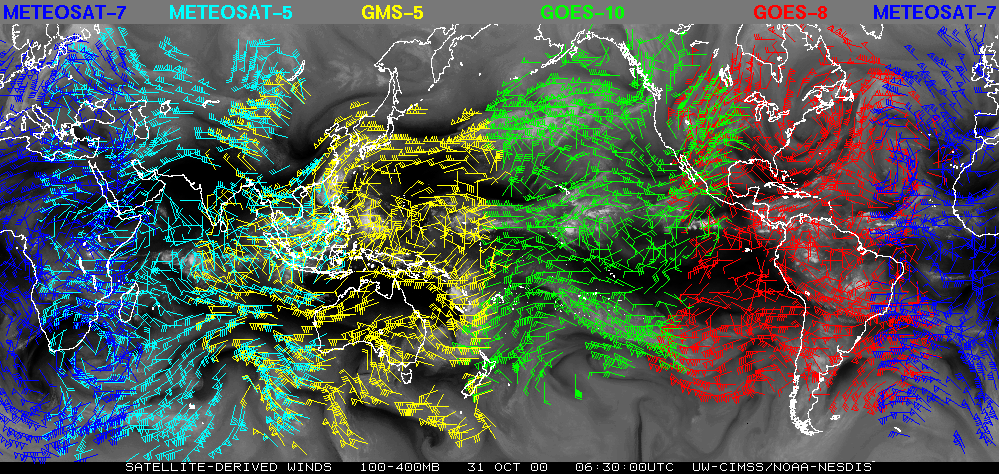 METEOSAT-7 METEOSAT-5 GMS-5 GOES-10 GOES-8 METEOSAT-7
SATELLITE-DERIVED WINDS 100-400MB 31 OCT 00 06:30:00UTC UW-CIMSS/NOAA-NESDIS